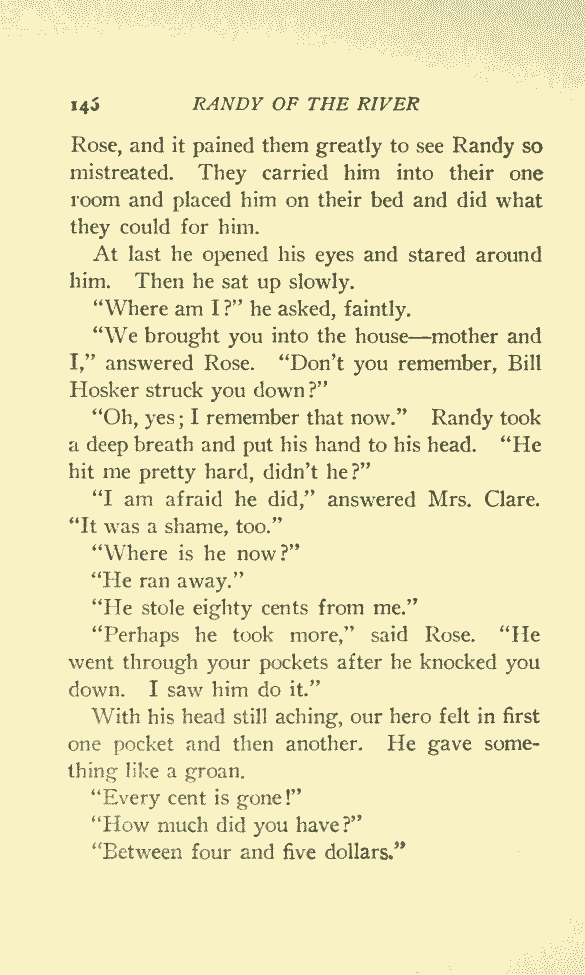 RANDY OF THE RIVER
Rose, and it pained them greatly to see Randy so
mistreated. They carried him into their one
room and placed him on their bed and did what
they could for him.
At last he opened his eyes and stared around
him. Then he sat up slowly.
“Where am I?” he asked, faintly.
“We brought you into the house—mother and
I,” answered Rose. “Don't you remember, Bill
Hosker struck you down?”
“Oh, yes; I remember that now.” Randy took
a deep breath and put his hand to his head. “He
hit me pretty hard, didn't he?”
“I am afraid he did,” answered Mrs. Clare.
“It was a shame, too.”
“Where is he now?”
“He ran away.”
“He stole eighty cents from me.”
“Perhaps he took more,” said Rose. “He
went through your pockets after he knocked you
down. I saw him do it.”
With his head still aching, our hero felt in first
one pocket and then another. He gave some-
thing like a groan.
“Every cent is gone!”
“How much did you have?”
“Between four and five dollars.”